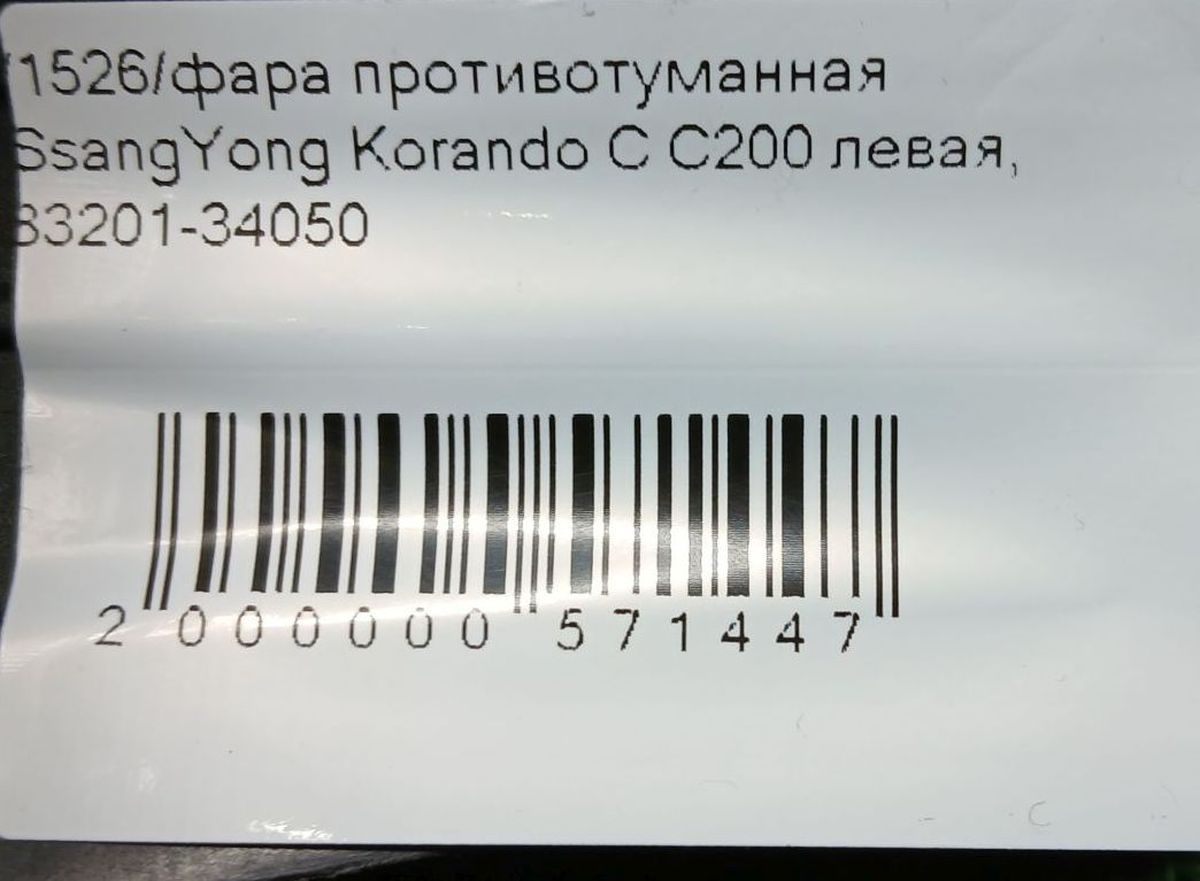 1526/фара противотуманная
SsangYong Korando C C200 левая,
83201-34050
2 000000 571447